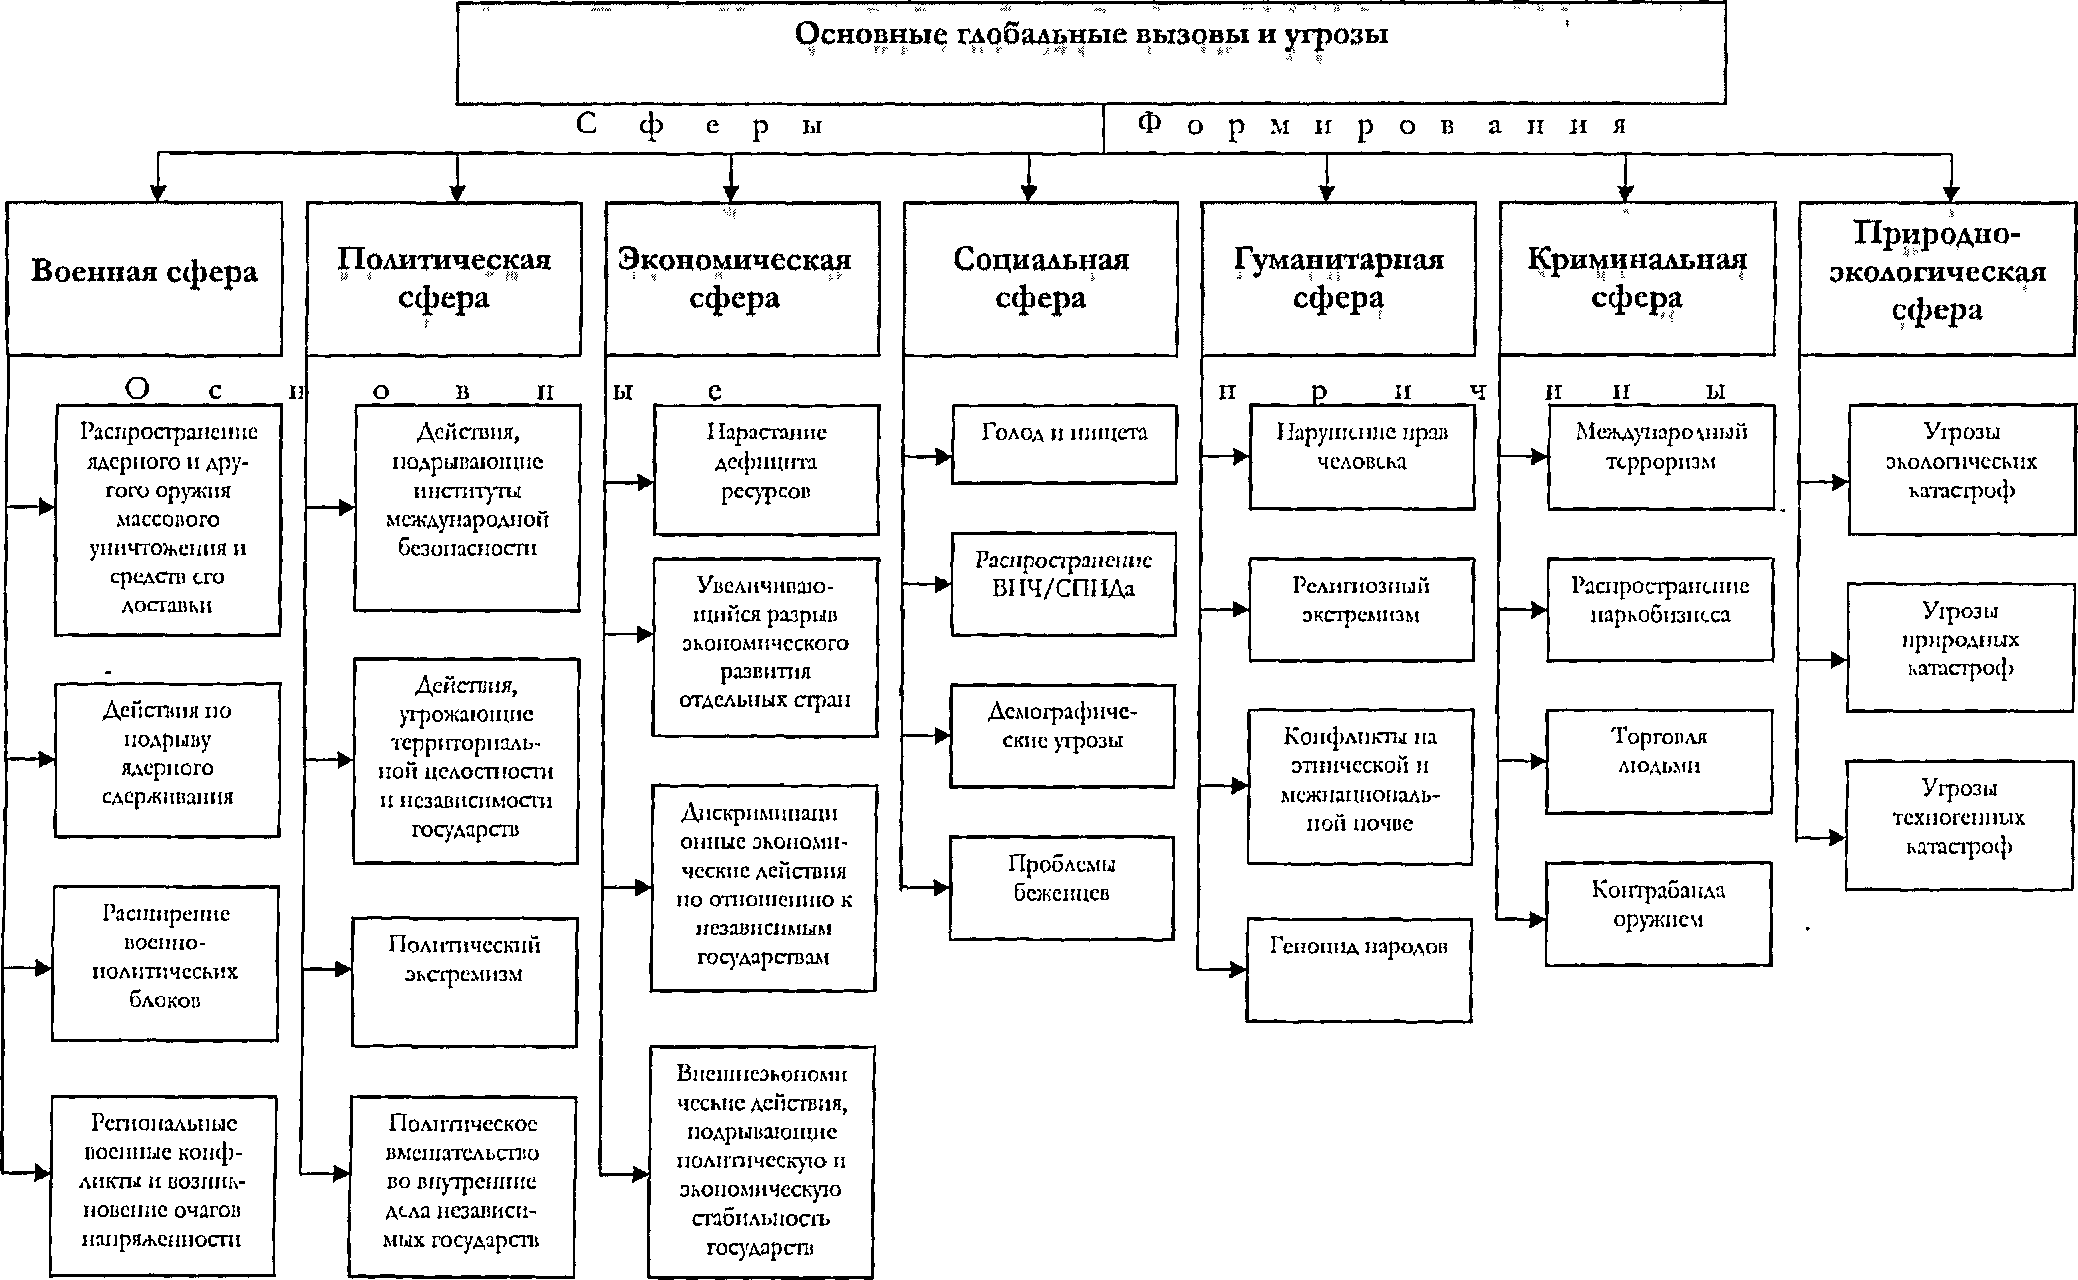 Основные глобальные вызовы и угрозы
Сферы Формирования
Военная сфера
Политическая
сфера
Экономическая
сфера
Социальная
сфера
Гуманитарная
сфера
Криминальная
сфера
Природно-
экологическая
сфера
Основные причины
Распространение
ядерного и дру-
гого оружия
массового
уничтожения и
средств его
доставки
Действия по
подрыву
ядерного
сдерживания
Расширение
военно-
политических
блоков
Региональные
военные конф-
ликты и возник-
новение очагов
напряженности
Действия,
подрывающие
институты
международной
безопасности
Действия,
угрожающие
территориаль-
ной целостности
и независимости
государств
Политический
экстремизм
Политическое
вмешательство
во внутренние
дела независи-
мых государств
Нарастание
дефицита
ресурсов
Увеличиваю-
щийся разрыв
экономического
развития
отдельных стран
Дискриминаци
онные экономи-
ческие действия
по отношению к
независимым
государствам
Внешнеэкономи
ческие действия,
подрывающие
политическую и
экономическую
стабильность
государств
Голод и нищета
Распространение
ВИЧ/СПИДа
Демографиче-
ские угрозы
Проблемы
беженцев
Нарушение прав
человека
Религиозный
экстремизм
Конфликты на
этнической и
межнациональ-
ной почве
Геноцид народов
Международный
терроризм
Распространение
наркобизнеса
Торговля
людьми
Контрабанда
оружием
Угрозы
экологических
катастроф
Угрозы
природных
катастроф
Угрозы
техногенных
катастроф